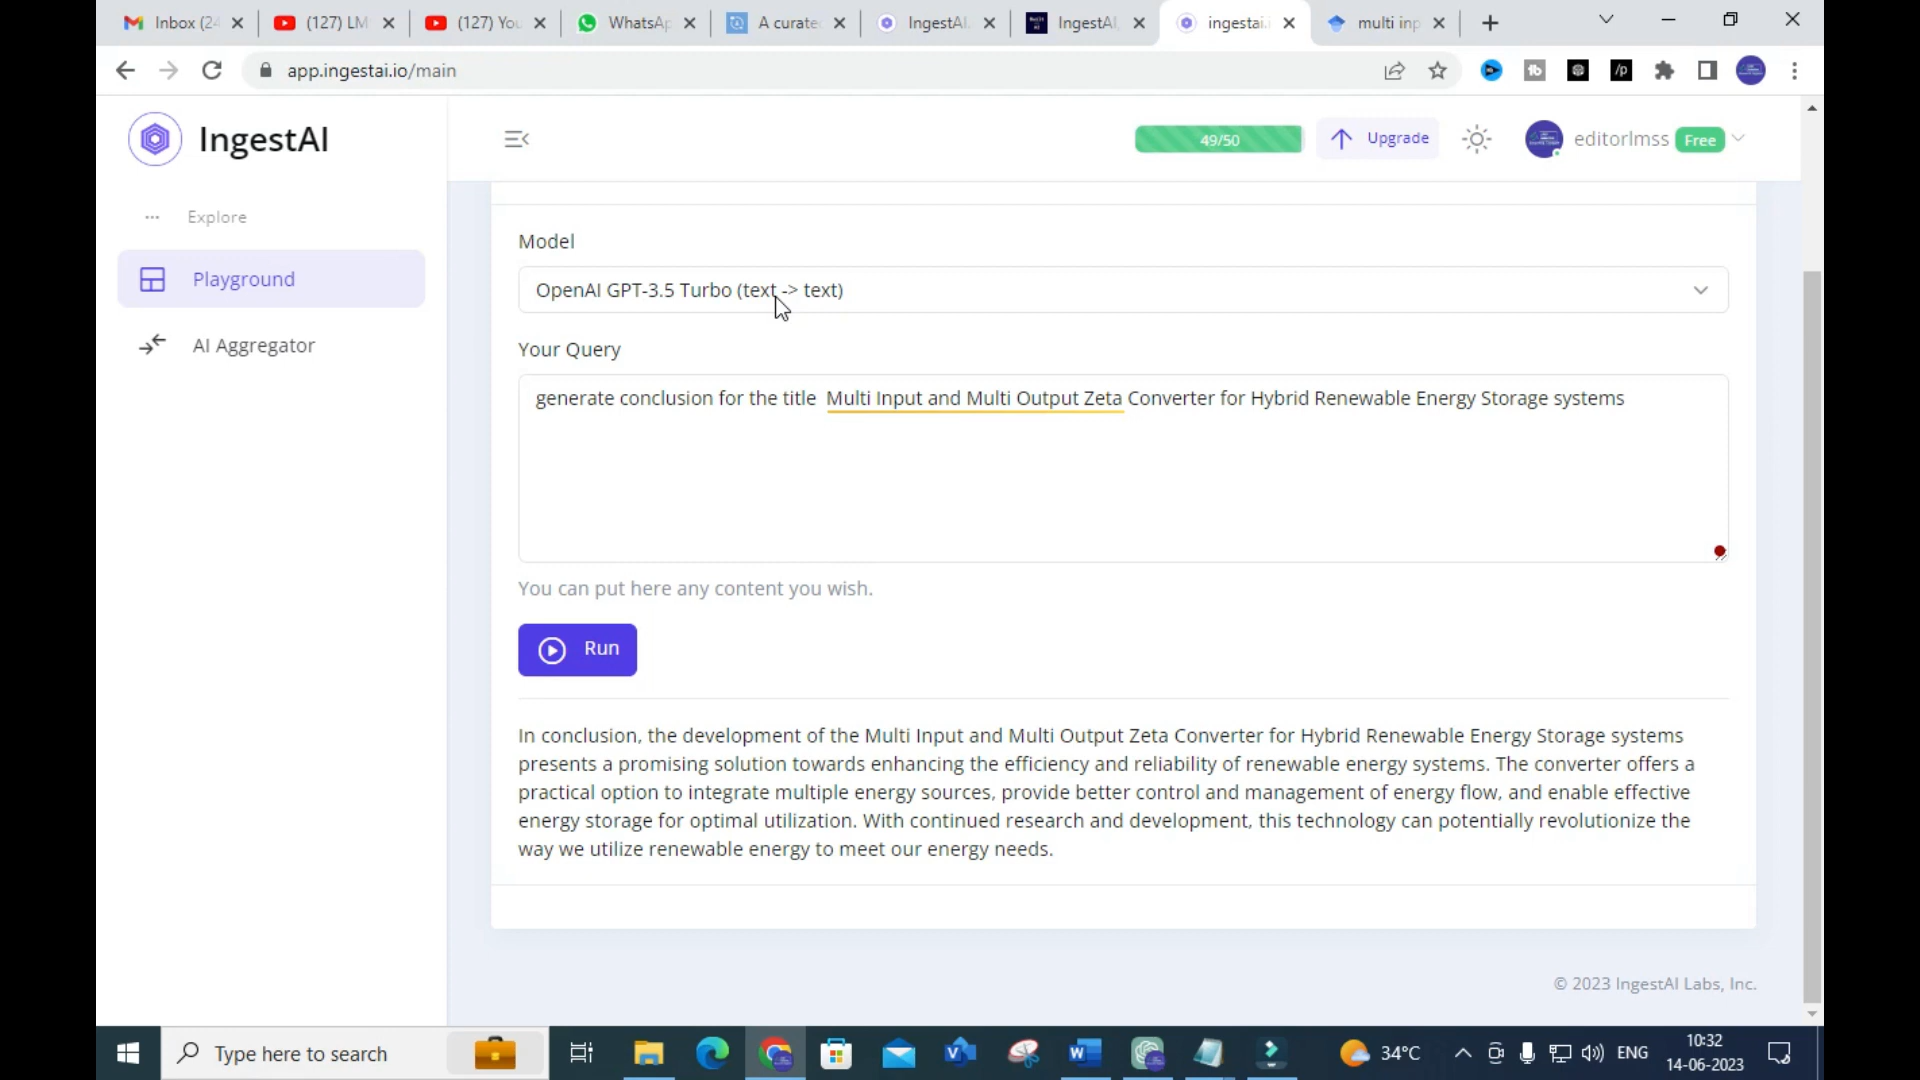 Inbox (24
(127) LM
(127) You
WhatsAp
A curate
IngestAI
IngestAI,
ingestai.
multi inp
app.ingestai.io/main
tb
/p
IngestAI
49/50
Upgrade
editorlmss
Free
Explore
Playground
AI Aggregator
Model
OpenAI GPT-3.5 Turbo (text -> text)
Your Query
generate conclusion for the title Multi Input and Multi Output Zeta Converter for Hybrid Renewable Energy Storage systems
You can put here any content you wish.
Run
In conclusion, the development of the Multi Input and Multi Output Zeta Converter for Hybrid Renewable Energy Storage systems
presents a promising solution towards enhancing the efficiency and reliability of renewable energy systems. The converter offers a
practical option to integrate multiple energy sources, provide better control and management of energy flow, and enable effective
energy storage for optimal utilization. With continued research and development, this technology can potentially revolutionize the
way we utilize renewable energy to meet our energy needs.
© 2023 IngestAI Labs, Inc.
Type here to search
34°C
ENG
10:32
14-06-2023